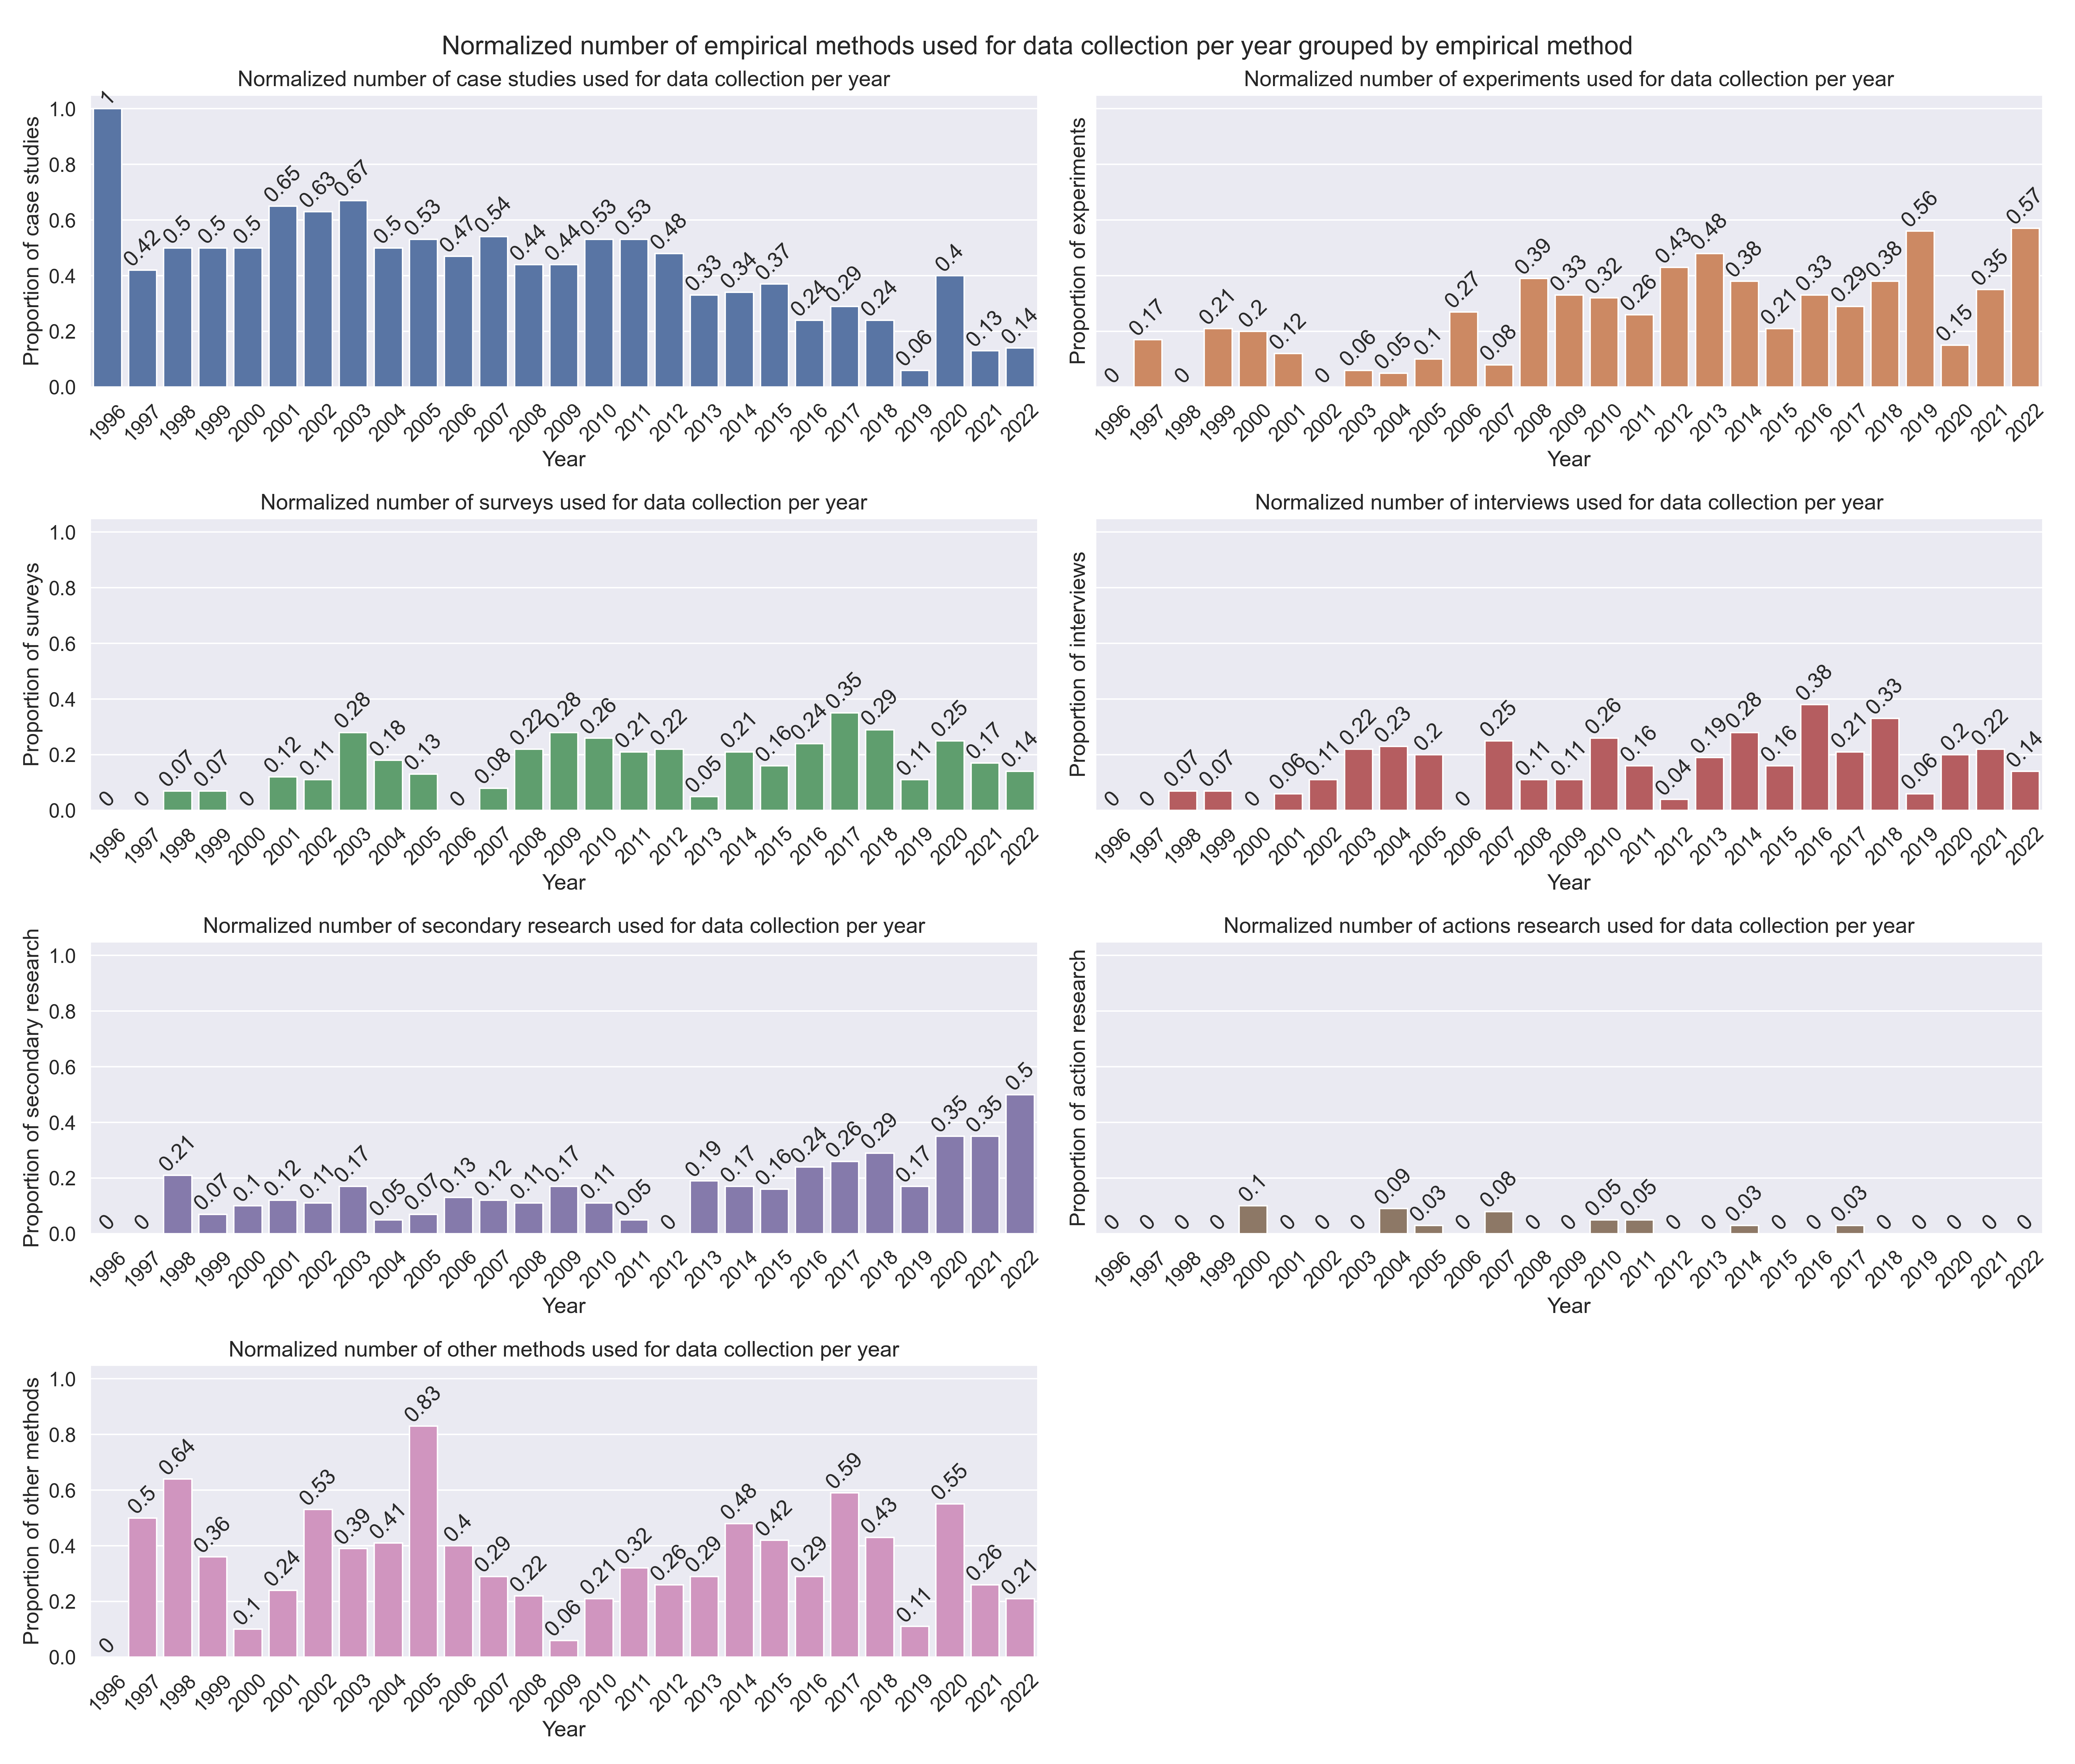 Normalized number of empirical methods used for data collection per year grouped by empirical method
Normalized number of case studies used for data collection per year
Proportion of case studies
1.0
0.8
0.6
0.4
0.2
0.0
1 0.42 0.5 0.5 0.5 0.65 0.63 0.67 0.5 0.53 0.47 0.54 0.44 0.44 0.53 0.53 0.48 0.33 0.34 0.37 0.24 0.29 0.24 0.06 0.4 0.13 0.14
1996 1997 1998 1999 2000 2001 2002 2003 2004 2005 2006 2007 2008 2009 2010 2011 2012 2013 2014 2015 2016 2017 2018 2019 2020 2021 2022
Year
Normalized number of experiments used for data collection per year
Proportion of experiments
0 0.17 0 0.21 0.2 0.12 0 0.06 0.05 0.1 0.27 0.08 0.39 0.33 0.32 0.26 0.43 0.48 0.38 0.21 0.33 0.29 0.38 0.56 0.15 0.35 0.57
1996 1997 1998 1999 2000 2001 2002 2003 2004 2005 2006 2007 2008 2009 2010 2011 2012 2013 2014 2015 2016 2017 2018 2019 2020 2021 2022
Year
Normalized number of surveys used for data collection per year
Proportion of surveys
1.0
0.8
0.6
0.4
0.2
0.0
0 0 0.07 0.07 0 0.12 0.11 0.28 0.18 0.13 0 0.08 0.22 0.28 0.26 0.21 0.22 0.05 0.21 0.16 0.24 0.35 0.29 0.11 0.25 0.17 0.14
1996 1997 1998 1999 2000 2001 2002 2003 2004 2005 2006 2007 2008 2009 2010 2011 2012 2013 2014 2015 2016 2017 2018 2019 2020 2021 2022
Year
Normalized number of interviews used for data collection per year
Proportion of interviews
0 0 0.07 0.07 0 0.06 0.11 0.22 0.23 0.2 0 0.25 0.11 0.11 0.26 0.16 0.04 0.19 0.28 0.16 0.38 0.21 0.33 0.06 0.2 0.22 0.14
1996 1997 1998 1999 2000 2001 2002 2003 2004 2005 2006 2007 2008 2009 2010 2011 2012 2013 2014 2015 2016 2017 2018 2019 2020 2021 2022
Year
Normalized number of secondary research used for data collection per year
Proportion of secondary research
1.0
0.8
0.6
0.4
0.2
0.0
0 0 0.21 0.07 0.1 0.12 0.11 0.17 0.05 0.07 0.13 0.12 0.11 0.17 0.11 0.05 0 0.19 0.17 0.16 0.24 0.26 0.29 0.17 0.35 0.35 0.5
1996 1997 1998 1999 2000 2001 2002 2003 2004 2005 2006 2007 2008 2009 2010 2011 2012 2013 2014 2015 2016 2017 2018 2019 2020 2021 2022
Year
Normalized number of actions research used for data collection per year
Proportion of action research
0 0 0 0 0.1 0 0 0 0.09 0.03 0 0.08 0 0 0.05 0.05 0 0 0.03 0 0 0.03 0 0 0 0 0
1996 1997 1998 1999 2000 2001 2002 2003 2004 2005 2006 2007 2008 2009 2010 2011 2012 2013 2014 2015 2016 2017 2018 2019 2020 2021 2022
Year
Normalized number of other methods used for data collection per year
Proportion of other methods
1.0
0.8
0.6
0.4
0.2
0.0
0 0.5 0.64 0.36 0.1 0.24 0.53 0.39 0.41 0.83 0.4 0.29 0.22 0.06 0.21 0.32 0.26 0.29 0.48 0.42 0.29 0.59 0.43 0.11 0.55 0.26 0.21
1996 1997 1998 1999 2000 2001 2002 2003 2004 2005 2006 2007 2008 2009 2010 2011 2012 2013 2014 2015 2016 2017 2018 2019 2020 2021 2022
Year